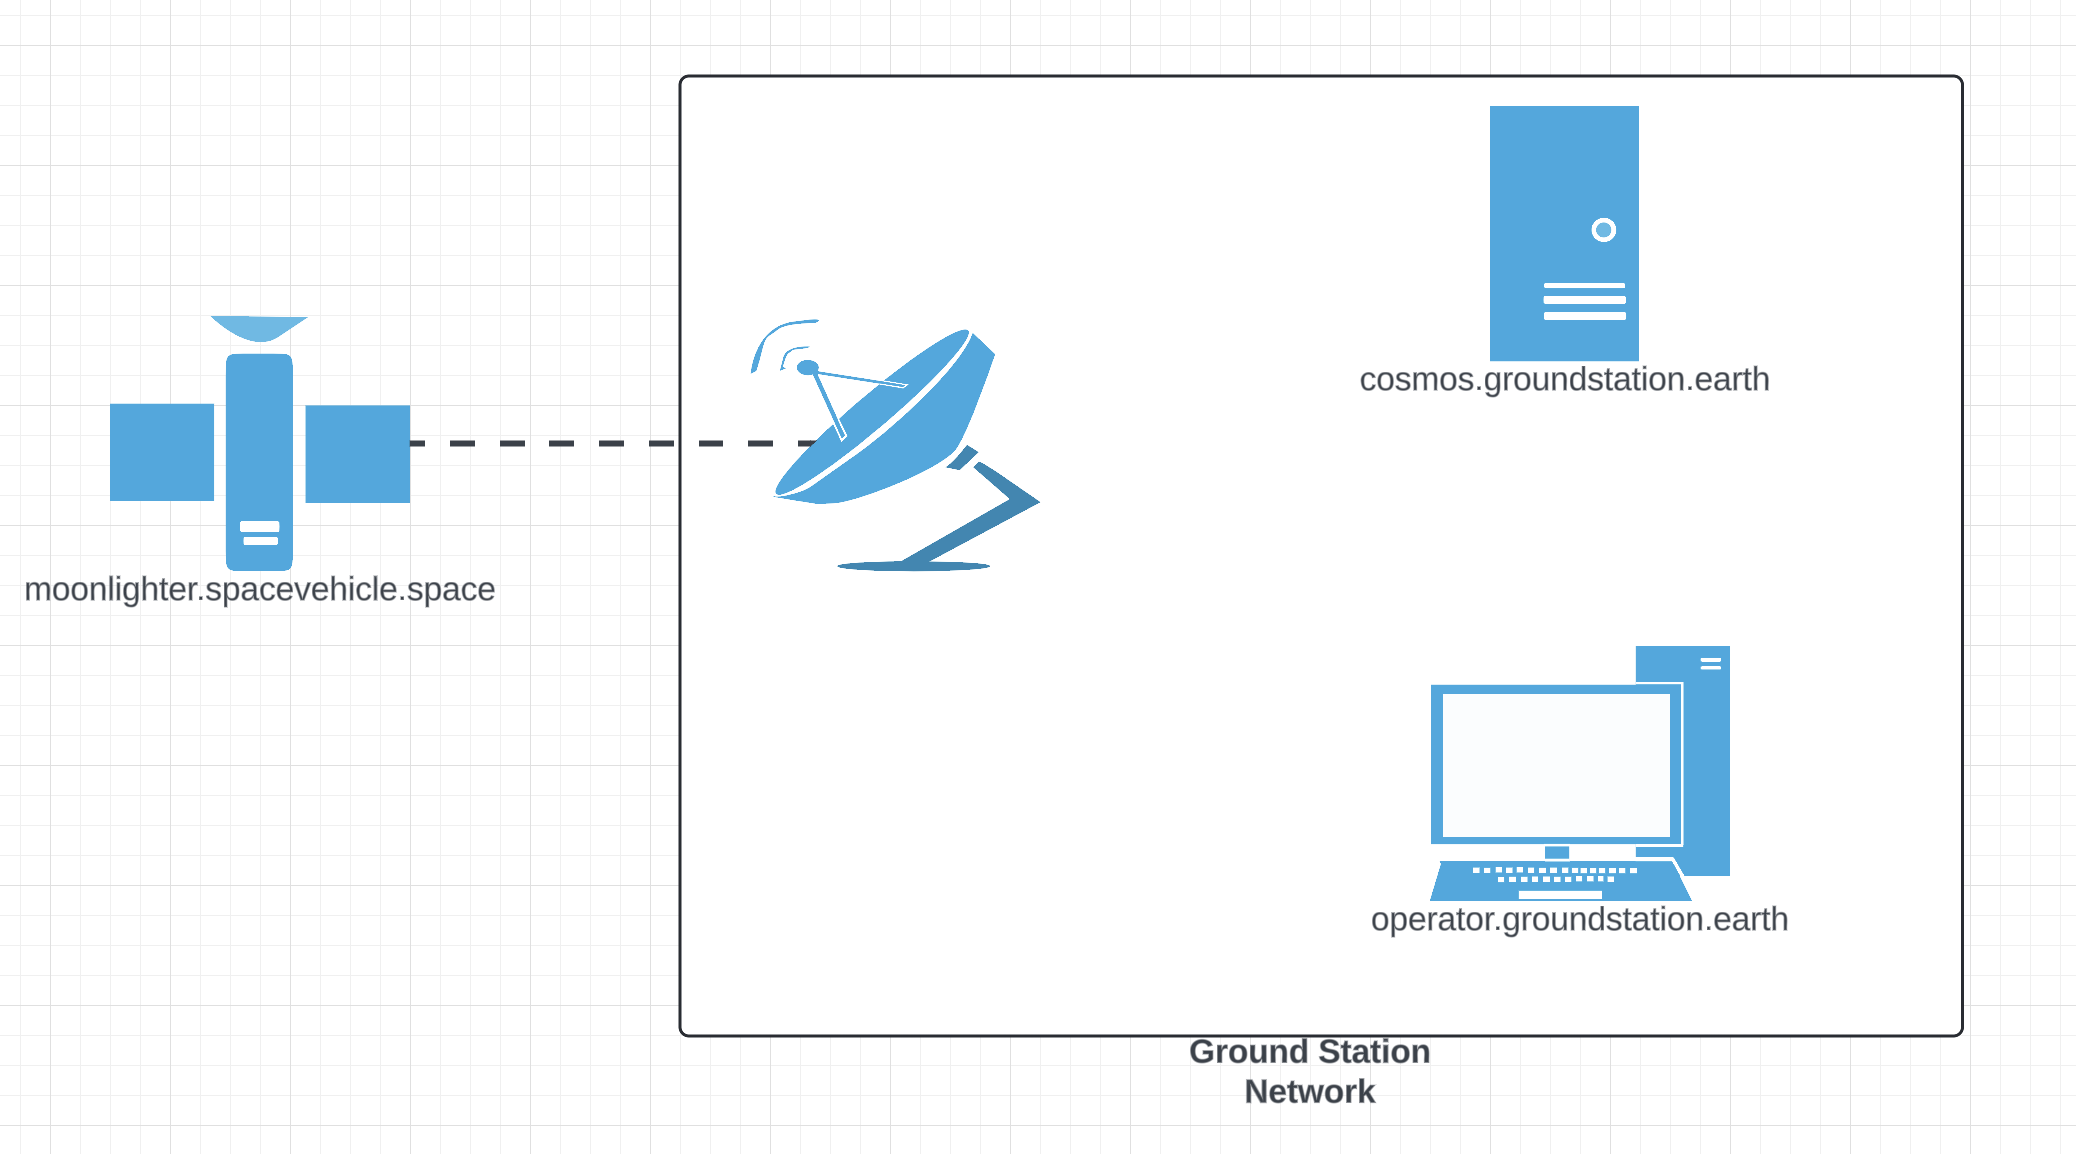 cosmos.groundstation.earth
moonlighter.spacevehicle.space
operator.groundstation.earth
Ground Station
Network